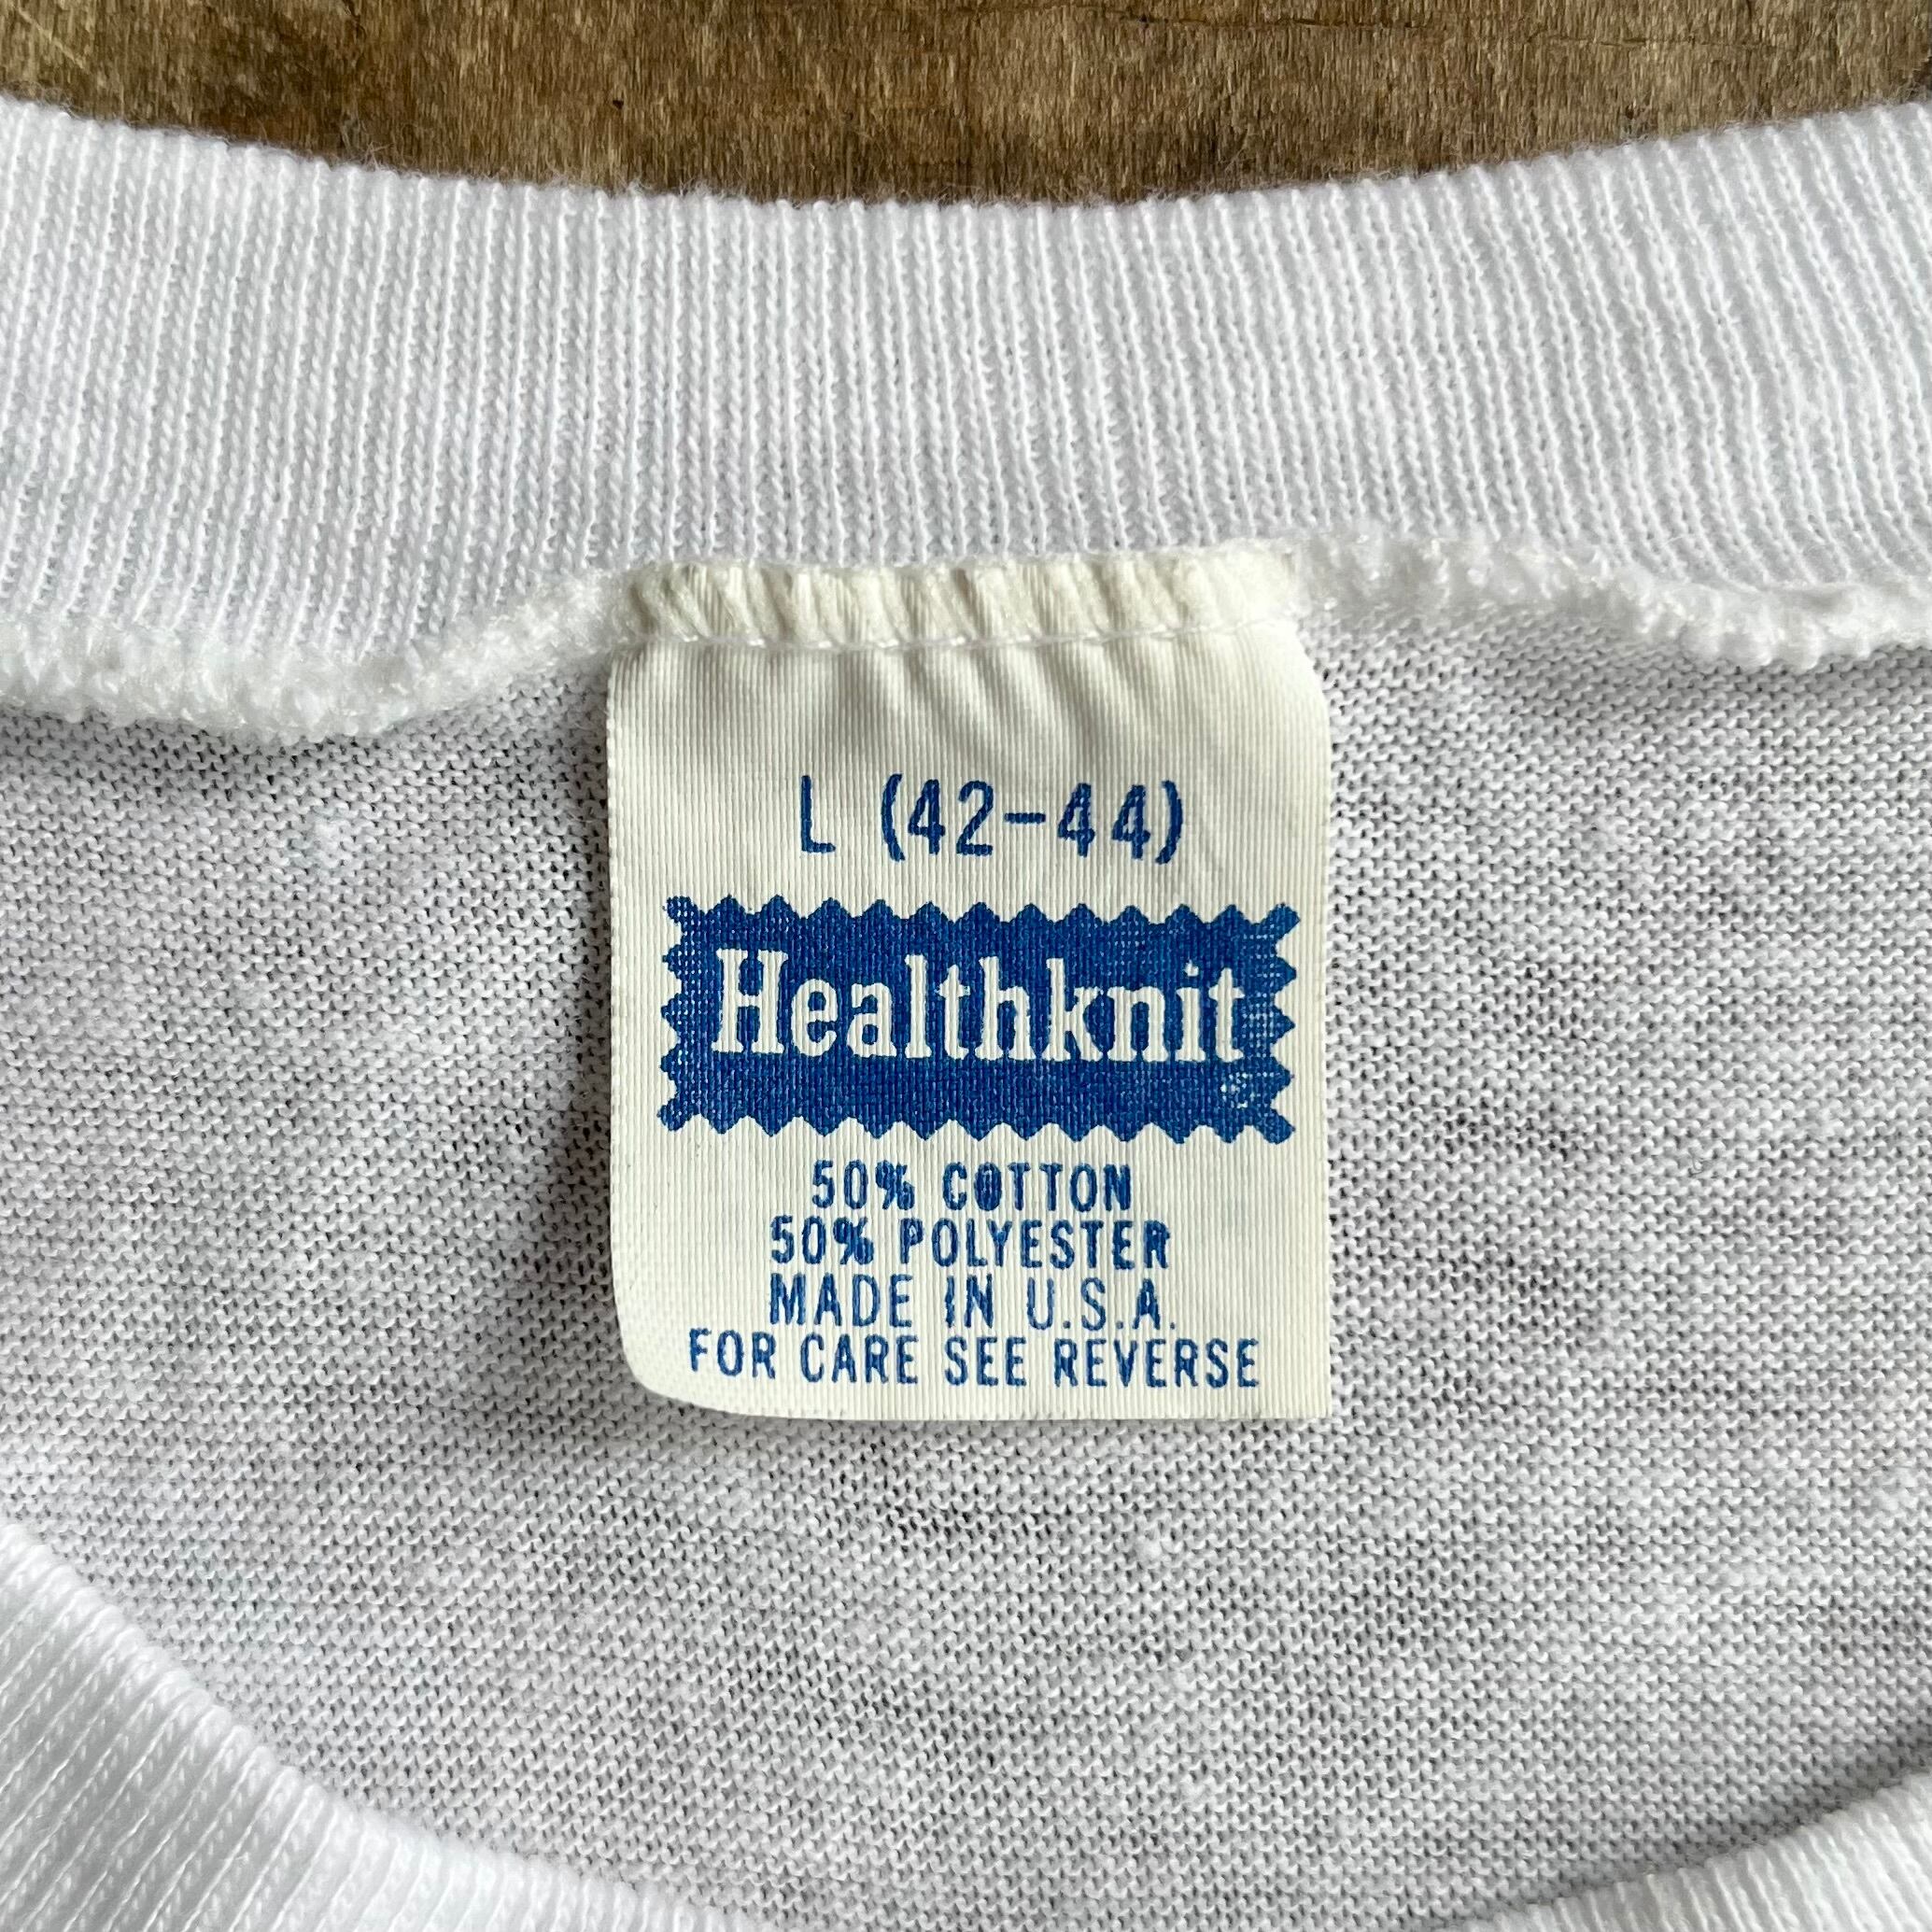 L (42-44)
Healthknit
50% COTTON
50% POLYESTER
MADE IN U.S.A.
FOR CARE SEE REVERSE